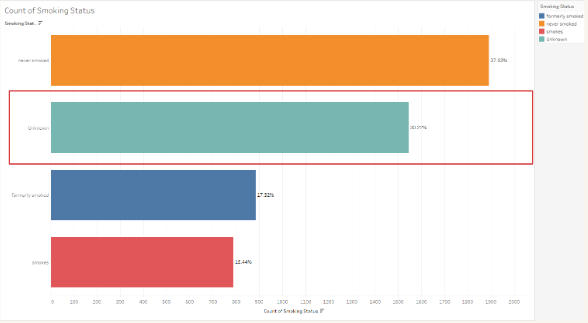 Count of Smoking Status
Smoking Stat..
never smoked
Unknown
formerly smoked
smokes
37.03%
30.22%
17.32%
15.44%
0 100 200 300 400 500 600 700 800 900 1000 1100 1200 1300 1400 1500 1600 1700 1800 1900 2000
Count of Smoking Status
Smoking Status
formerly smoked
never smoked
smokes
Unknown